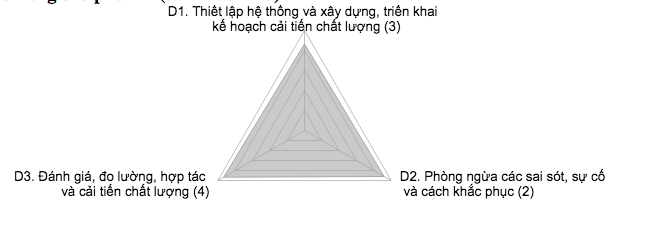 D1. Thiết lập hệ thống và xây dựng, triển khai
kế hoạch cải tiến chất lượng (3)
D3. Đánh giá, đo lường, hợp tác
và cải tiến chất lượng (4)
D2. Phòng ngừa các sai sót, sự cố
và cách khắc phục (2)